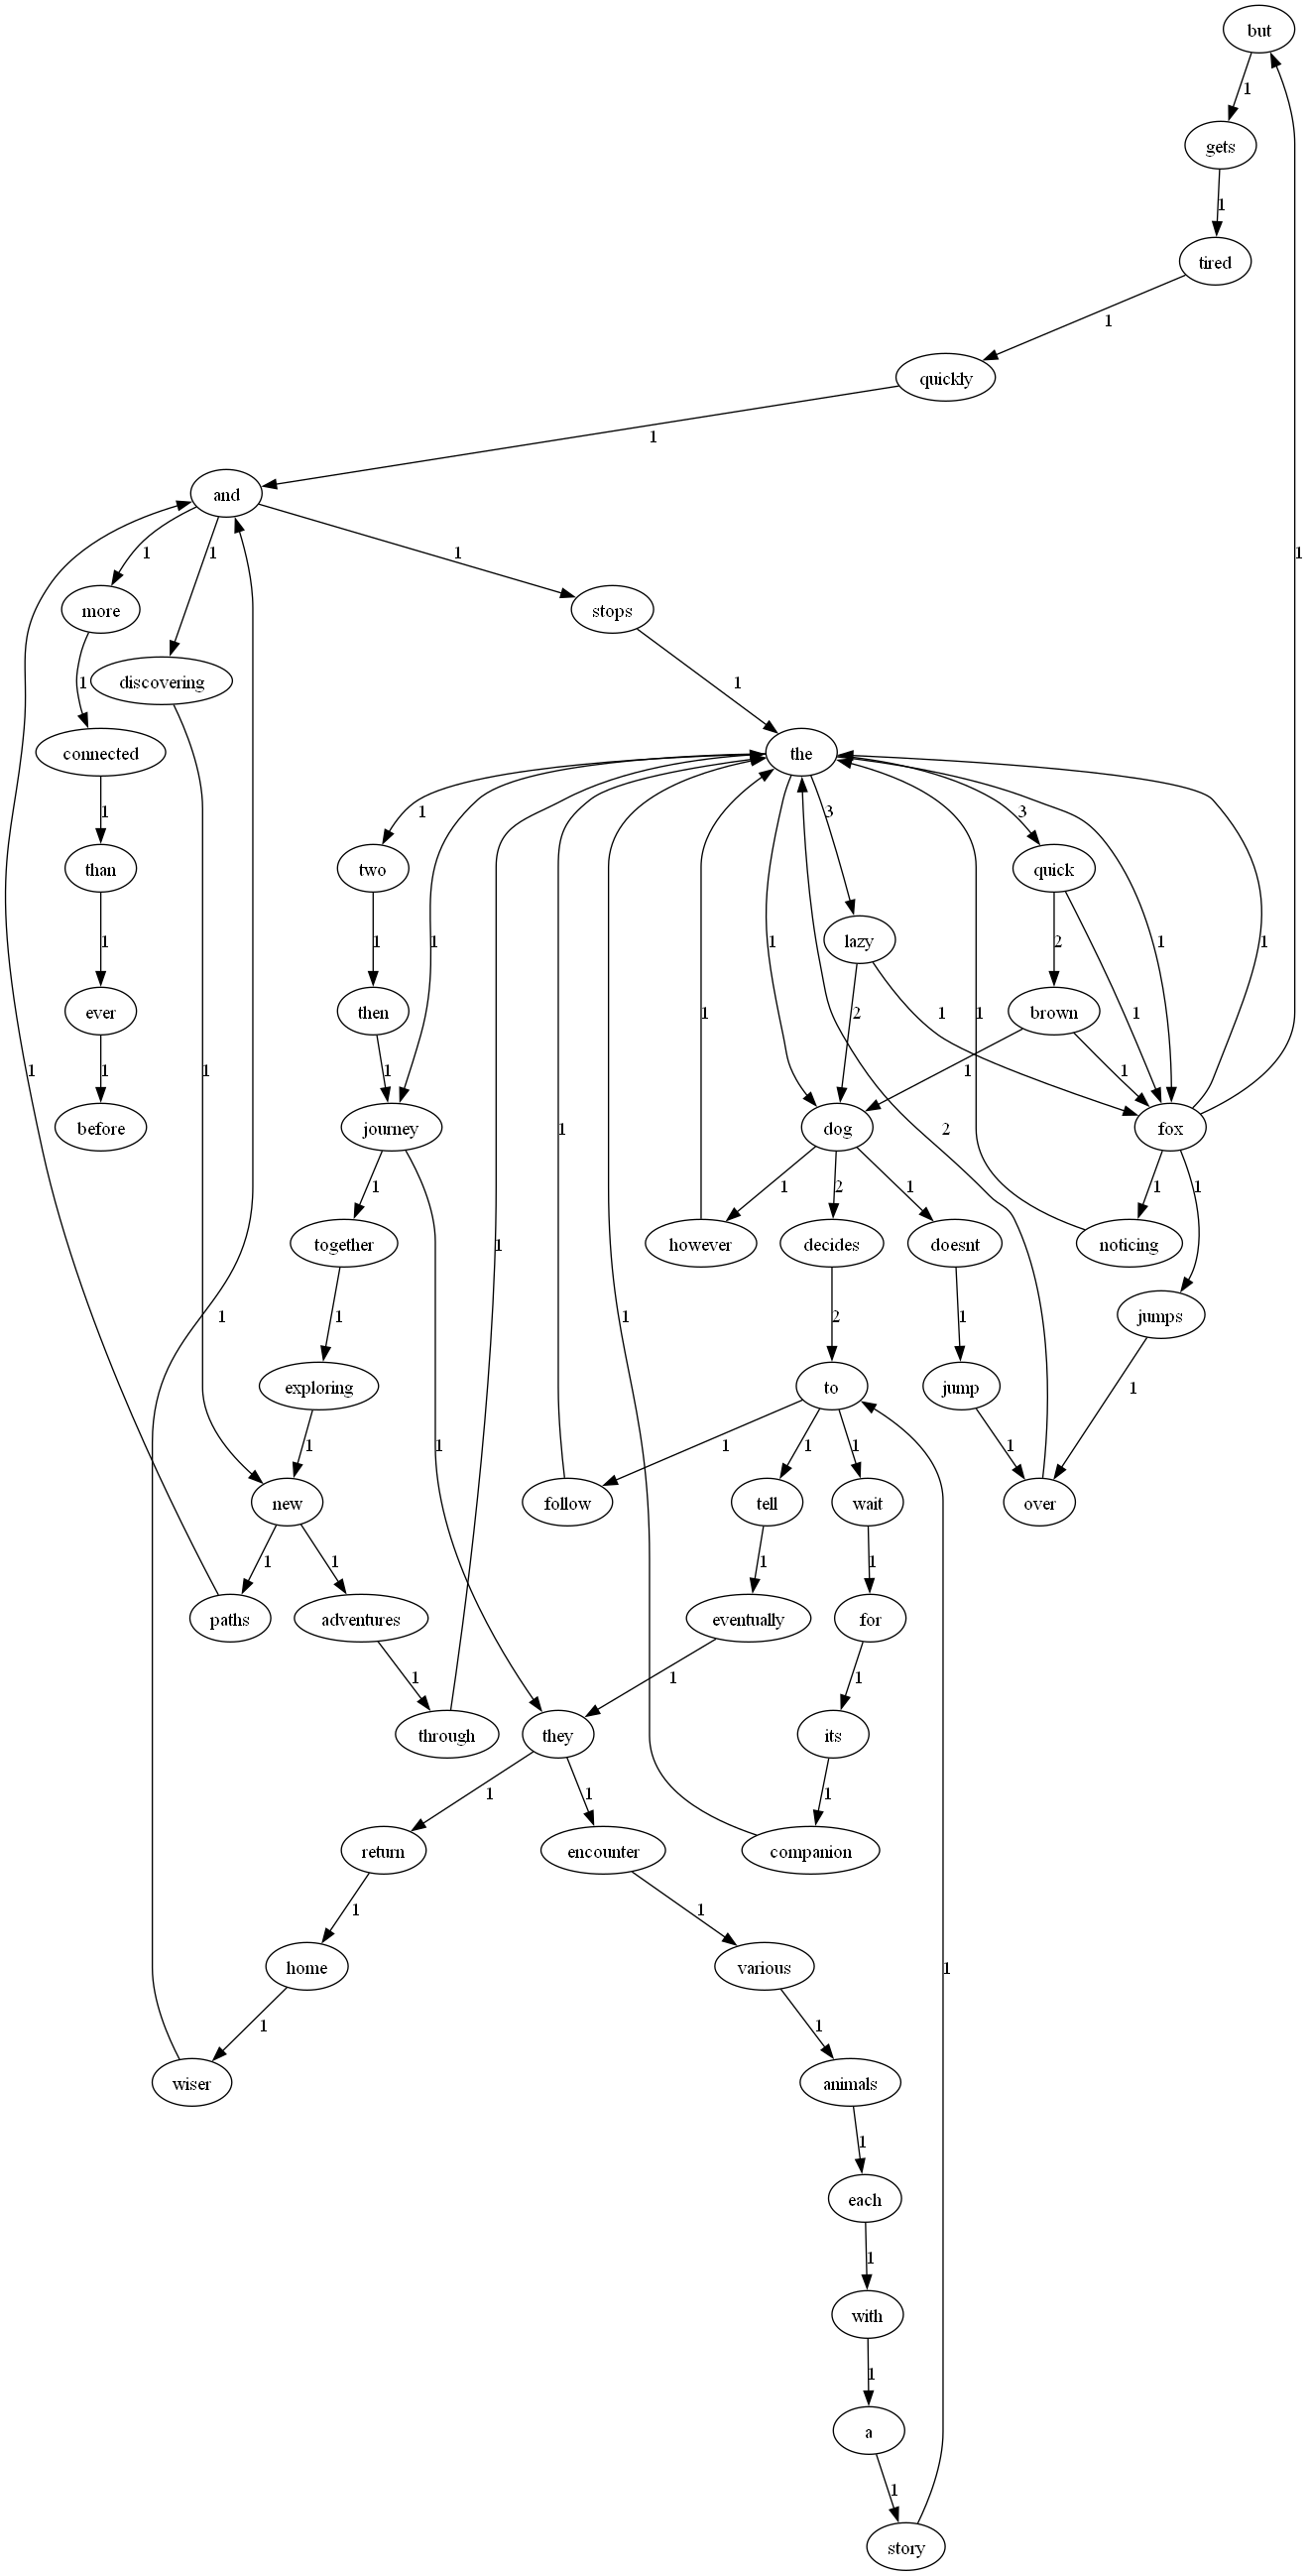 but
1
gets
1
tired
1
quickly
1
and
1 1 1
more stops
discovering
1 1
connected the
1 1 3 3
than two quick
lazy
1 1 1 1 1 1
1 2 1 2 1 1 1
ever then brown
1 1 1 1
before journey dog fox
1 2
1 1 2 1 1 1
together however decides doesnt noticing
1 1 1
jumps
1 2 1
exploring to jump
1 1 1 1 1 1 1
new follow tell wait over
1 1 1 1
paths adventures eventually for
1 1 1
through they its
1 1 1
return encounter companion
1 1
home various
1 1 1
wiser animals
1
each
1
with
1
a
1
story